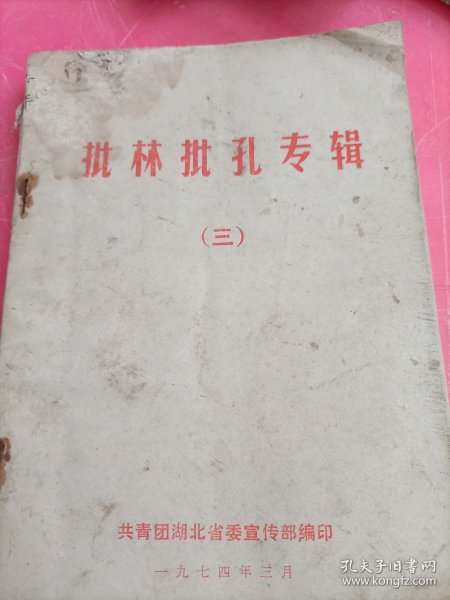 批林批孔专辑
（三）
共青团湖北省委宣传部编印
一九七四年三月
孔夫子旧书网
www.kongfz.com